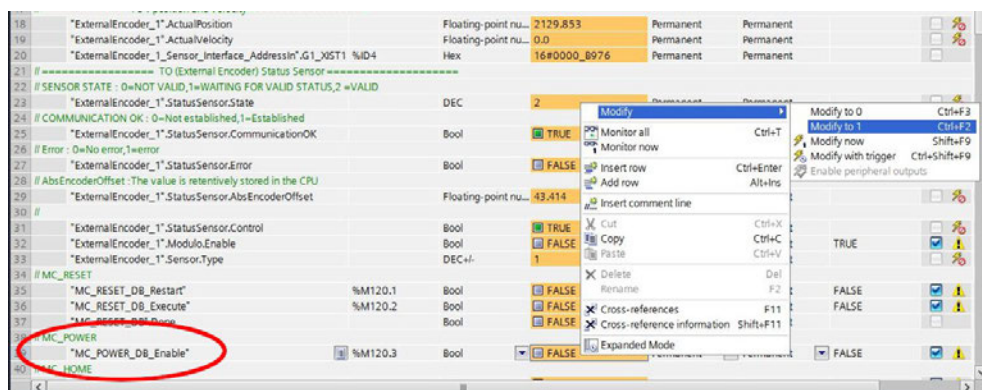 18 "ExternalEncoder_1".ActualPosition Floating-point nu... 2129.853 Permanent Permanent
19 "ExternalEncoder_1".ActualVelocity Floating-point nu... 0.0 Permanent Permanent
20 "ExternalEncoder_1_Sensor_Interface_AddressIn".G1_XIST1 %ID4 Hex 16#0000_B976 Permanent Permanent
21 // ================== TO (External Encoder) Status Sensor ====================
22 // SENSOR STATE : 0=NOT VALID,1=WAITING FOR VALID STATUS,2 =VALID
23 "ExternalEncoder_1".StatusSensor.State DEC 2
Modify Modify to 0 Ctrl+F3
24 // COMMUNICATION OK : 0=Not established,1=Established
Modify to 1 Ctrl+F2
25 "ExternalEncoder_1".StatusSensor.CommunicationOK Bool TRUE
Monitor all Ctrl+T Modify now Shift+F9
26 // Error : 0=No error,1=error
Monitor now Modify with trigger Ctrl+Shift+F9
27 "ExternalEncoder_1".StatusSensor.Error Bool FALSE
Insert row Ctrl+Enter Enable peripheral outputs
28 // AbsEncoderOffset :The value is retentively stored in the CPU
Add row Alt+Ins
29 "ExternalEncoder_1".StatusSensor.AbsEncoderOffset Floating-point nu... 43.414
Insert comment line
30 //
31 "ExternalEncoder_1".StatusSensor.Control Bool TRUE
Cut Ctrl+X
32 "ExternalEncoder_1".Modulo.Enable Bool FALSE TRUE
Copy Ctrl+C
33 "ExternalEncoder_1".Sensor.Type DEC+/- 1
Paste Ctrl+V
34 // MC_RESET
Delete Del
35 "MC_RESET_DB_Restart" %M120.1 Bool FALSE FALSE
Rename F2
36 "MC_RESET_DB_Execute" %M120.2 Bool FALSE FALSE
Cross-references F11
37 "MC_RESET_DB".Done Bool FALSE
Cross-reference information Shift+F11
38 // MC_POWER
Expanded Mode
39 "MC_POWER_DB_Enable" %M120.3 Bool FALSE FALSE
40 // MC_HOME